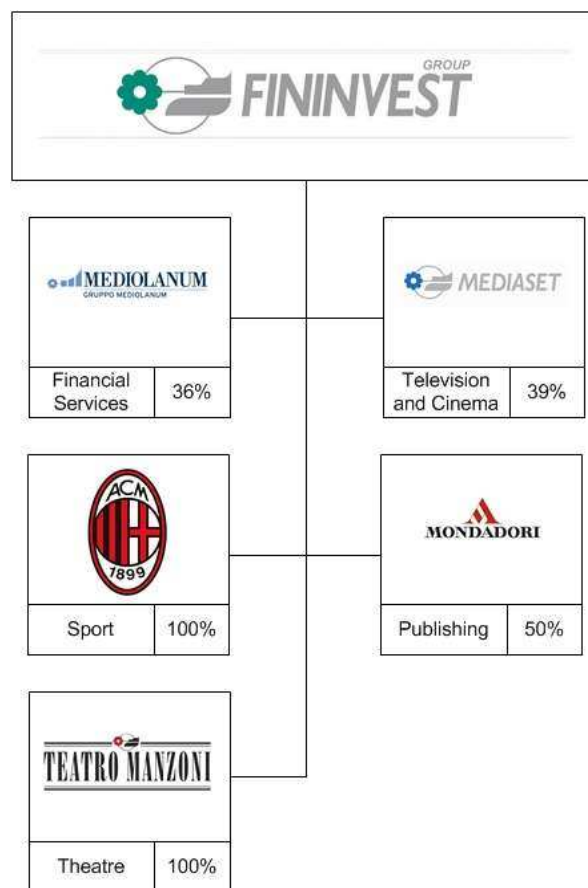 GROUP
FININVEST
MEDIOLANUM
GRUPPO MEDIOLANUM
Financial
Services
36%
MEDIASET
Television
and Cinema
39%
ACM
1899
Sport
100%
MONDADORI
Publishing
50%
TEATRO MANZONI
Theatre
100%